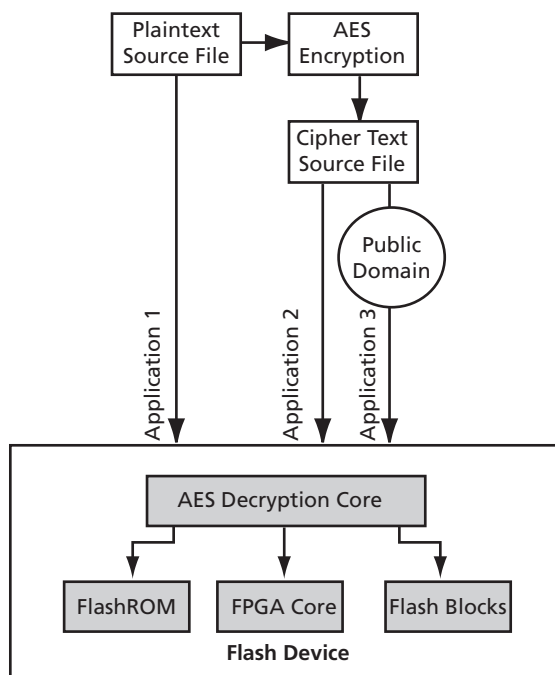 Plaintext
Source File
AES
Encryption
Cipher Text
Source File
Public
Domain
Application 1
Application 2
Application 3
AES Decryption Core
FlashROM
FPGA Core
Flash Blocks
Flash Device